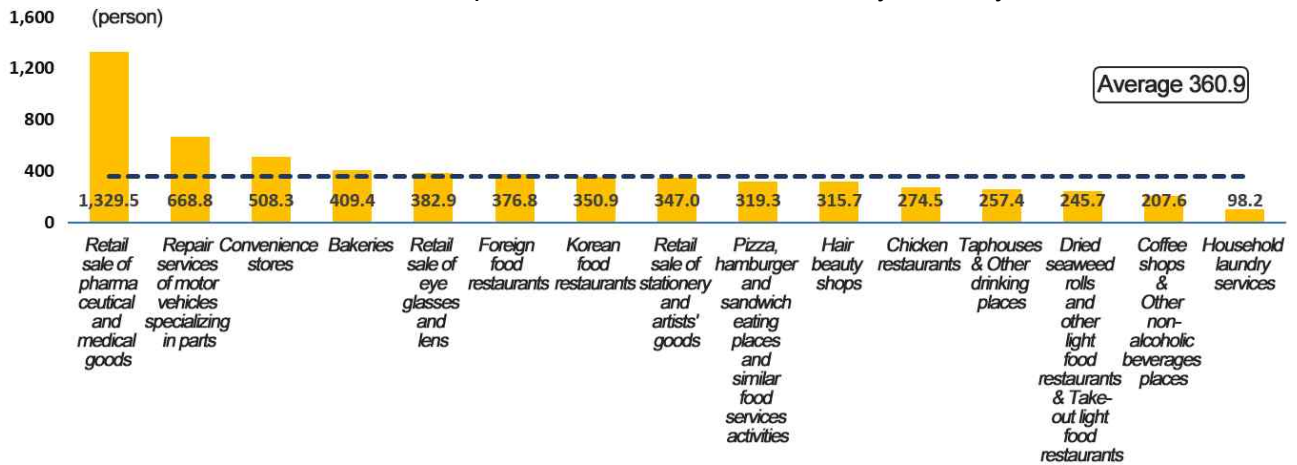 1,600 (person)
1,200
Average 360.9
800
400
1,329.5 668.8 508.3 409.4 382.9 376.8 350.9 347.0 319.3 315.7 274.5 257.4 245.7 207.6 98.2
0
Retail
sale of
pharma
ceutical
and
medical
goods
Repair
services
of motor
vehicles
specializing
in parts
Convenience
stores
Bakeries
Retail
sale of
eye
glasses
and
lens
Foreign
food
restaurants
Korean
food
restaurants
Retail
sale of
stationery
and
artists'
goods
Pizza,
hamburger
and
sandwich
eating
places
and
similar
food
services
activities
Hair
beauty
shops
Chicken
restaurants
Taphouses
& Other
drinking
places
Dried
seaweed
rolls
and
other
light
food
restaurants
& Take-
out light
food
restaurants
Coffee
shops
&
Other
non-
alcoholic
beverages
places
Household
laundry
services